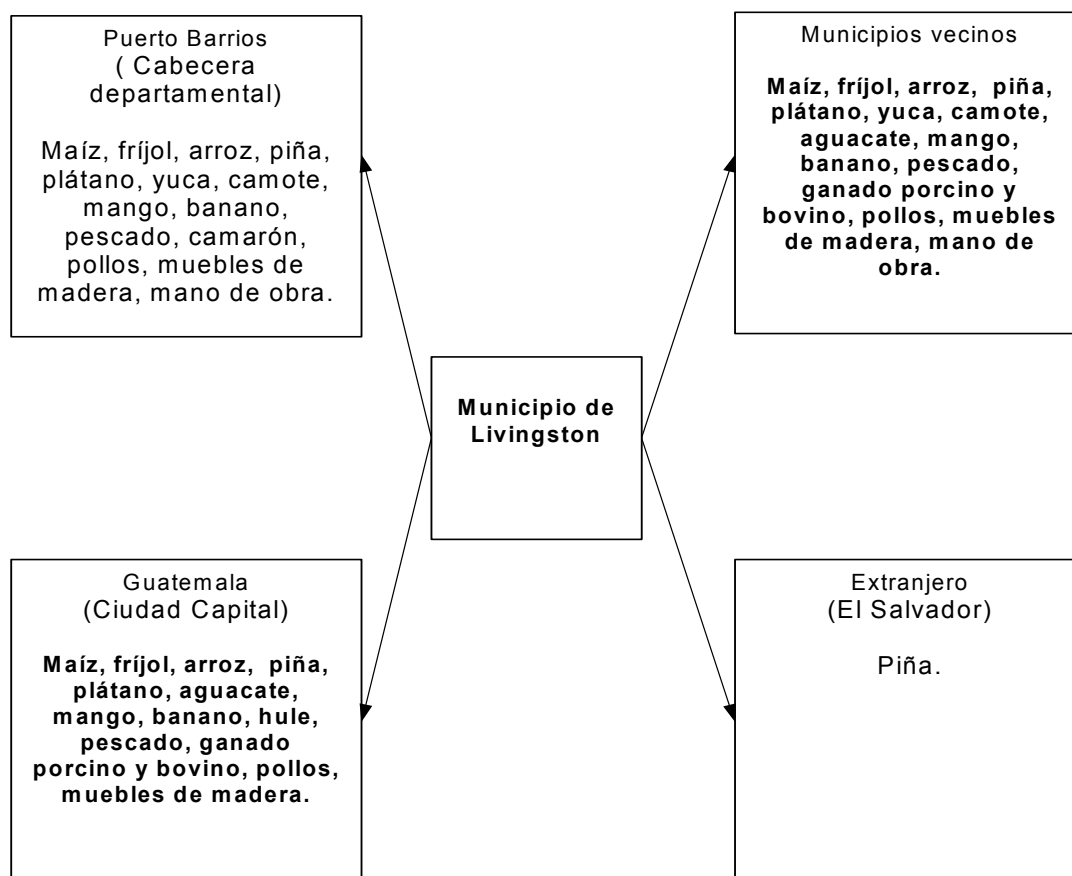 Puerto Barrios
( Cabecera
departamental)
Maíz, fríjol, arroz, piña,
plátano, yuca, camote,
mango, banano,
pescado, camarón,
pollos, muebles de
madera, mano de obra.
Municipios vecinos
Maíz, fríjol, arroz, piña,
plátano, yuca, camote,
aguacate, mango,
banano, pescado,
ganado porcino y
bovino, pollos, muebles
de madera, mano de
obra.
Municipio de
Livingston
Guatemala
(Ciudad Capital)
Maíz, fríjol, arroz, piña,
plátano, aguacate,
mango, banano, hule,
pescado, ganado
porcino y bovino, pollos,
muebles de madera.
Extranjero
(El Salvador)
Piña.